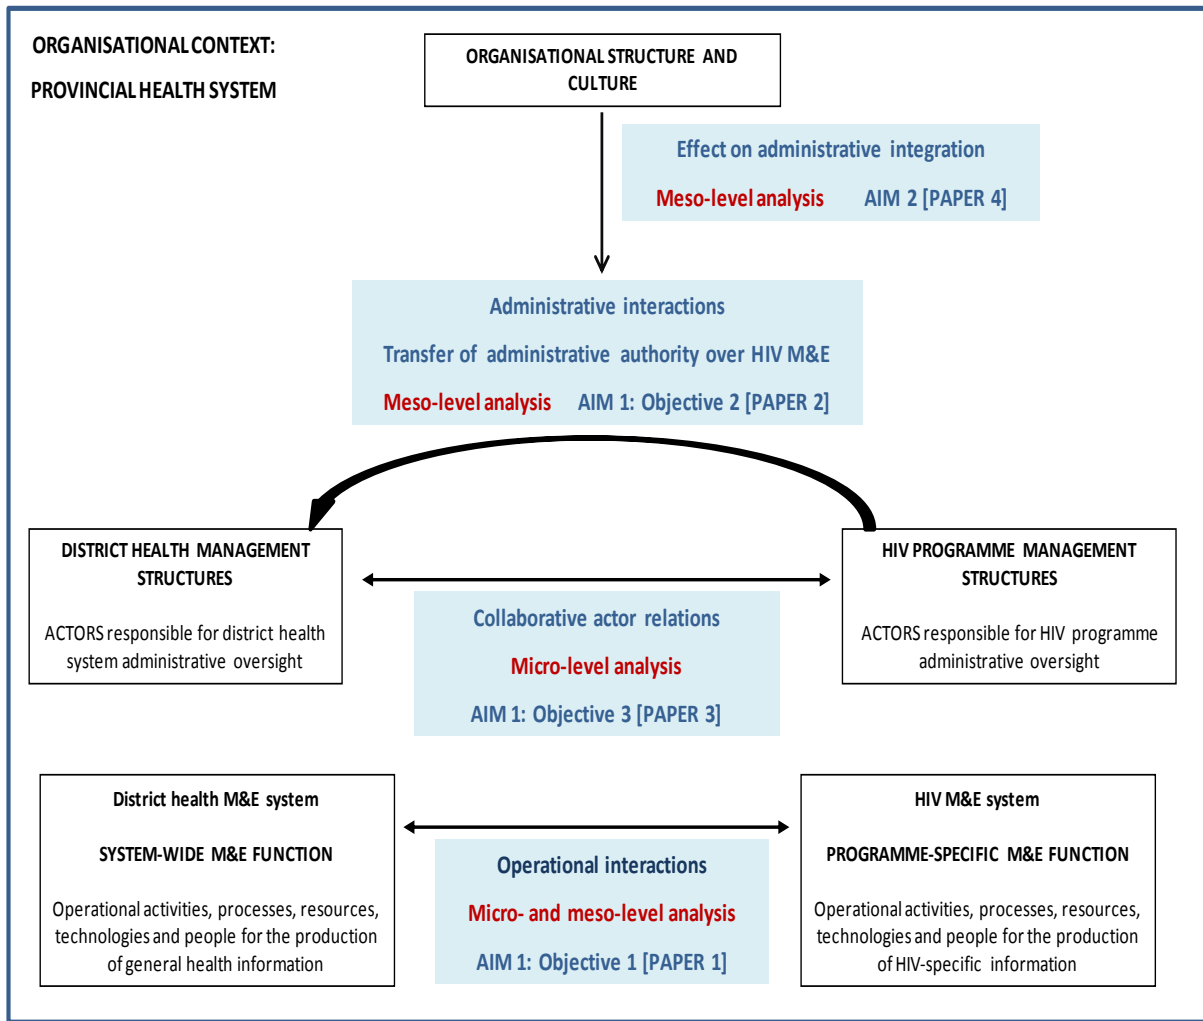 ORGANISATIONAL CONTEXT:
PROVINCIAL HEALTH SYSTEM
ORGANISATIONAL STRUCTURE AND
CULTURE
Effect on administrative integration
Meso-level analysis AIM 2 [PAPER 4]
Administrative interactions
Transfer of administrative authority over HIV M&E
Meso-level analysis AIM 1: Objective 2 [PAPER 2]
DISTRICT HEALTH MANAGEMENT
STRUCTURES
ACTORS responsible for district health
system administrative oversight
HIV PROGRAMME MANAGEMENT
STRUCTURES
ACTORS responsible for HIV programme
administrative oversight
Collaborative actor relations
Micro-level analysis
AIM 1: Objective 3 [PAPER 3]
District health M&E system
SYSTEM-WIDE M&E FUNCTION
Operational activities, processes, resources,
technologies and people for the production
of general health information
HIV M&E system
PROGRAMME-SPECIFIC M&E FUNCTION
Operational activities, processes, resources,
technologies and people for the production
of HIV-specific information
Operational interactions
Micro- and meso-level analysis
AIM 1: Objective 1 [PAPER 1]